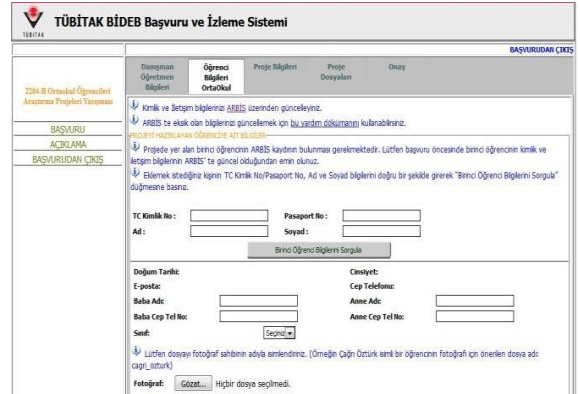 TÜBİTAK
TÜBİTAK BİDEB Başvuru ve İzleme Sistemi
BAŞVURUDAN ÇIKIŞ
2204-B Ortaokul Öğrencileri
Araştırma Projeleri Yarışması
BAŞVURU
AÇIKLAMA
BAŞVURUDAN ÇIKIŞ
Danışman Öğretmen Bilgileri
Öğrenci Bilgileri OrtaOkul
Proje Bilgileri
Proje Dosyaları
Onay
Kimlik ve İletişim bilgilerinizi ARBİS üzerinden güncelleyiniz.
ARBİS te eksik olan bilgilerinizi güncellemek için bu yardım dökümanını kullanabilirsiniz.
PROJEYİ HAZIRLAYAN ÖĞRENCİYE AİT BİLGİLER
Projede yer alan birinci öğrencinin ARBİS kaydının bulunması gerekmektedir. Lütfen başvuru öncesinde birinci öğrencinin kimlik ve
iletişim bilgilerinin ARBİS' te güncel olduğundan emin olunuz.
Eklemek istediğiniz kişinin TC Kimlik No/Pasaport No, Ad ve Soyad bilgilerini doğru bir şekilde girerek "Birinci Öğrenci Bilgilerini Sorgula"
düğmesine basınız.
TC Kimlik No : Pasaport No :
Ad : Soyad :
Birinci Öğrenci Bilgilerini Sorgula
Doğum Tarihi: Cinsiyet:
E-posta: Cep Telefonu:
Baba Adı: Anne Adı:
Baba Cep Tel No: Anne Cep Tel No:
Sınıf: Seçiniz
Lütfen dosyayı fotoğraf sahibinin adıyla isimlendiriniz. (Örneğin Çağrı Öztürk isimli bir öğrencinin fotoğrafı için önerilen dosya adı:
cagri_ozturk)
Fotoğraf: Gözat... Hiçbir dosya seçilmedi.